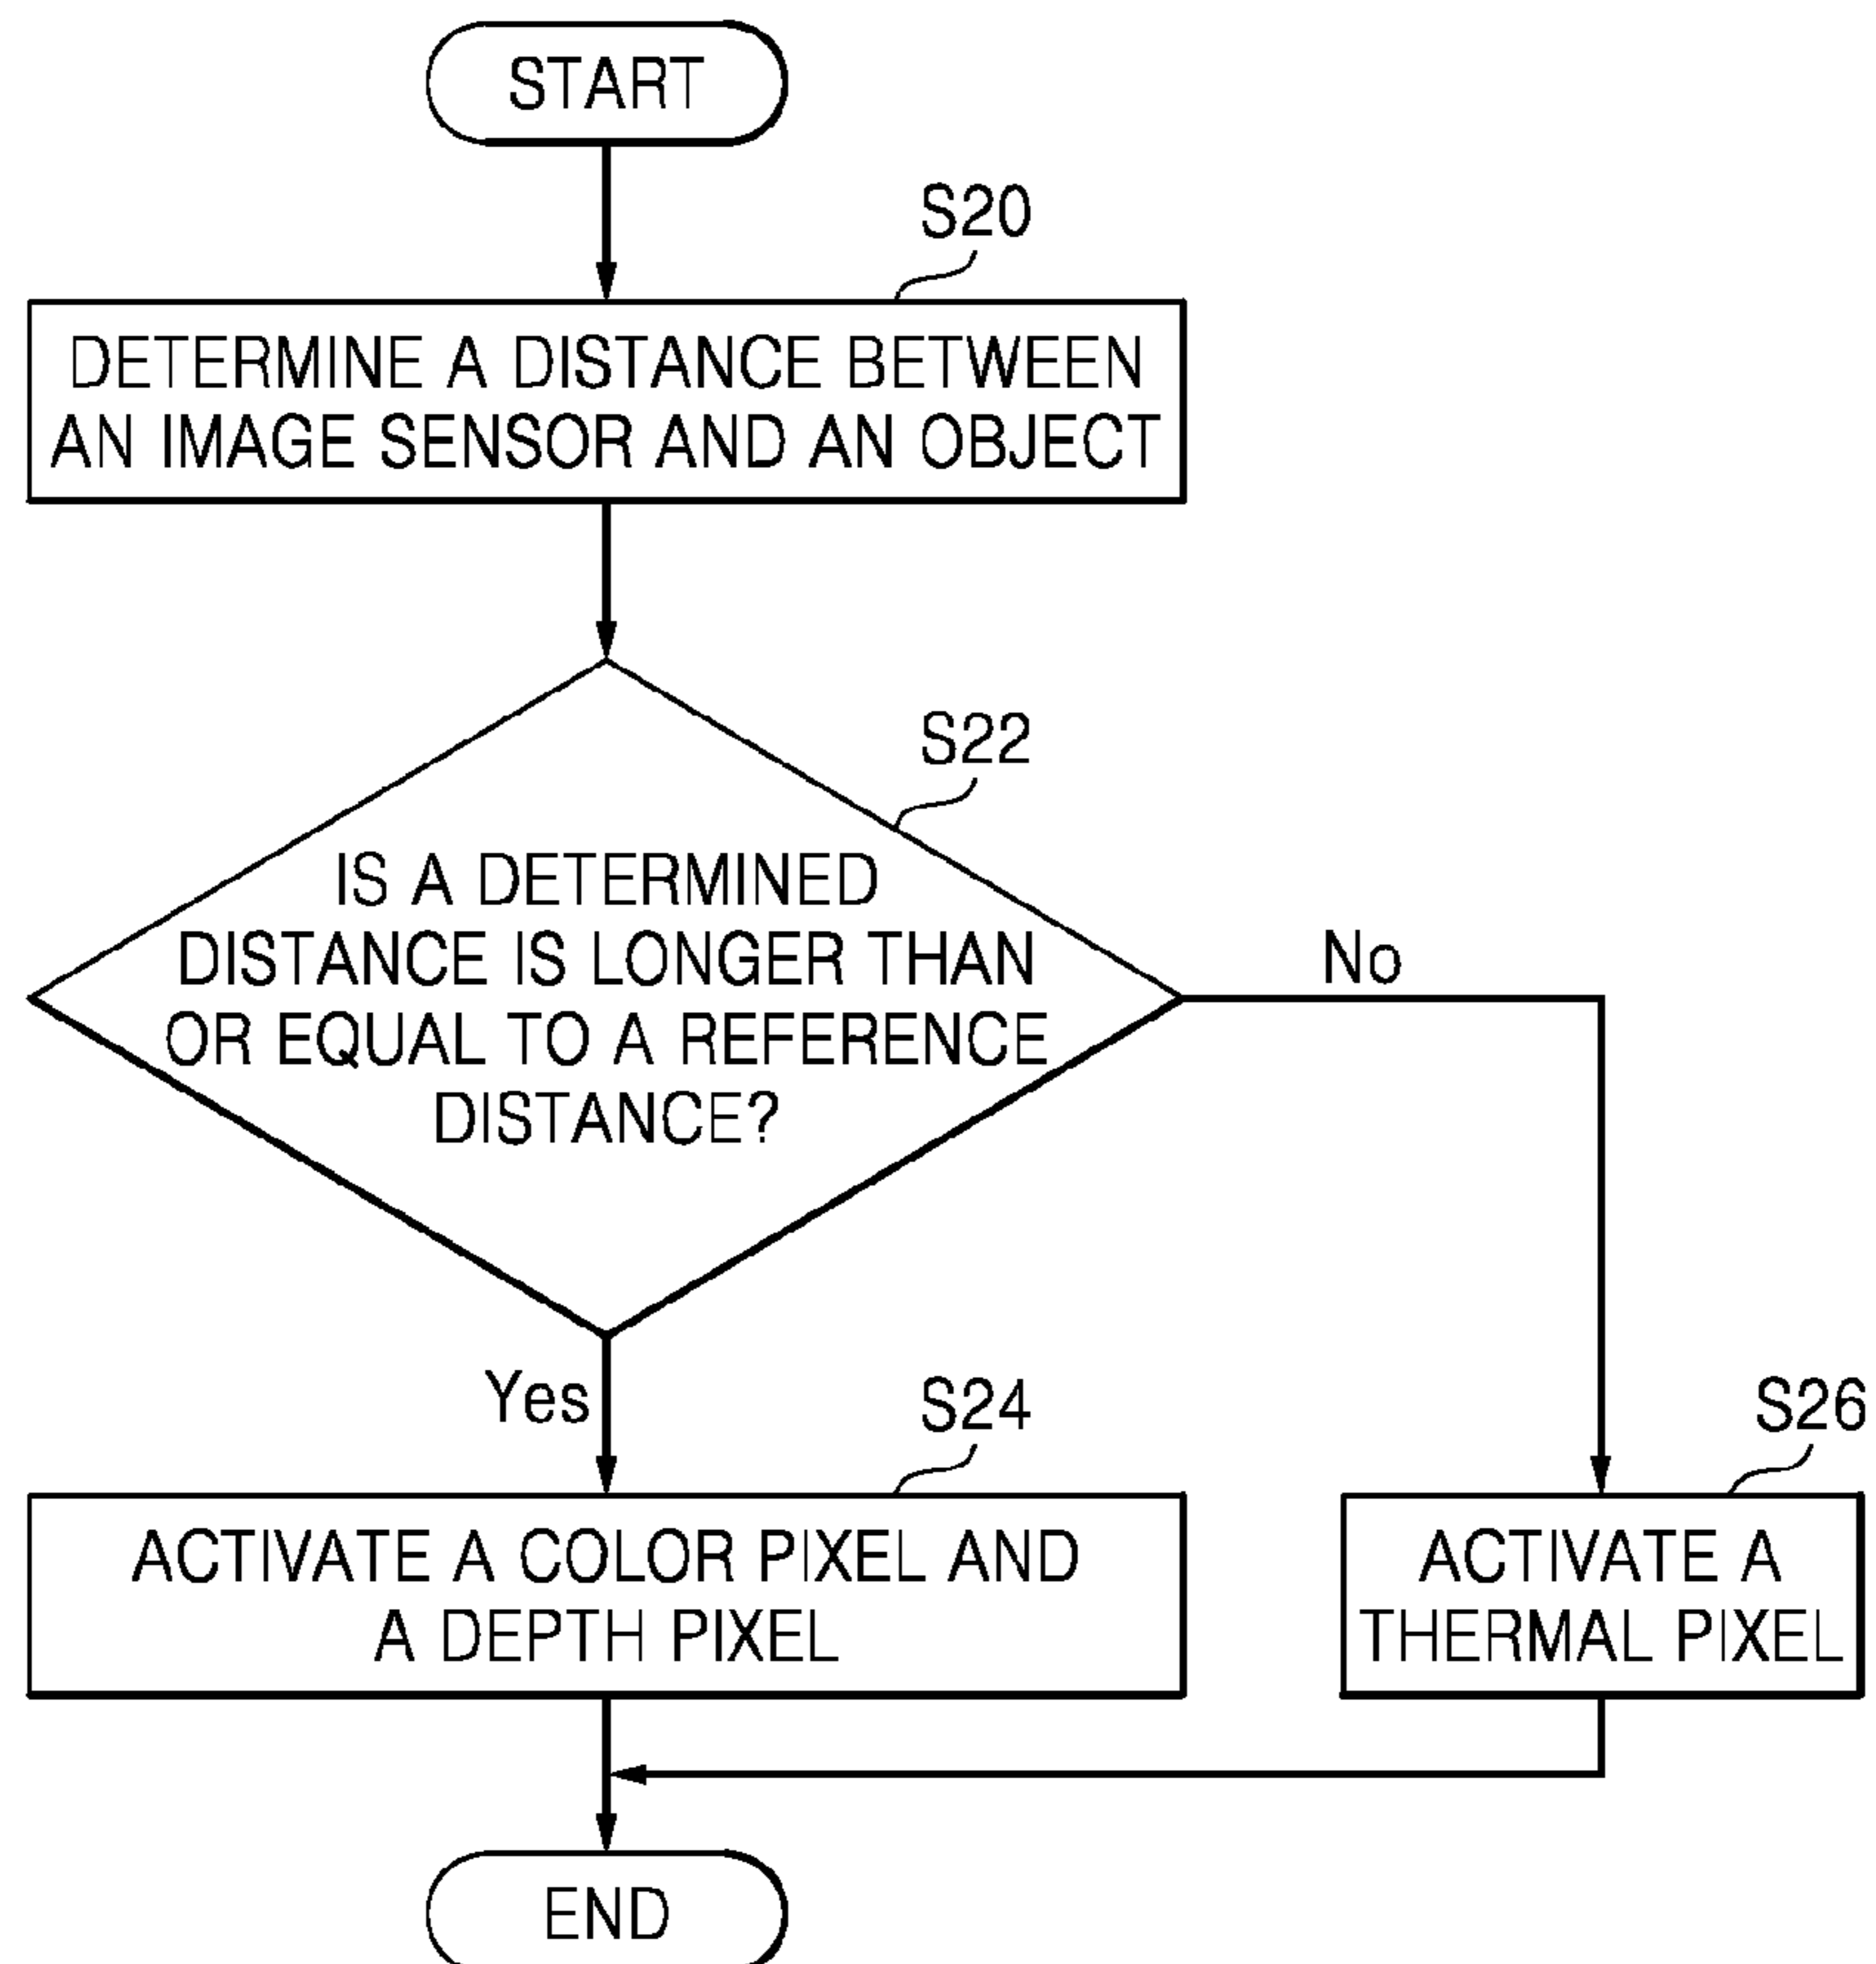 START
S20
DETERMINE A DISTANCE BETWEEN
AN IMAGE SENSOR AND AN OBJECT
S22
IS A DETERMINED
DISTANCE IS LONGER THAN
OR EQUAL TO A REFERENCE
DISTANCE?
No
Yes
S24
S26
ACTIVATE A COLOR PIXEL AND
A DEPTH PIXEL
ACTIVATE A
THERMAL PIXEL
END